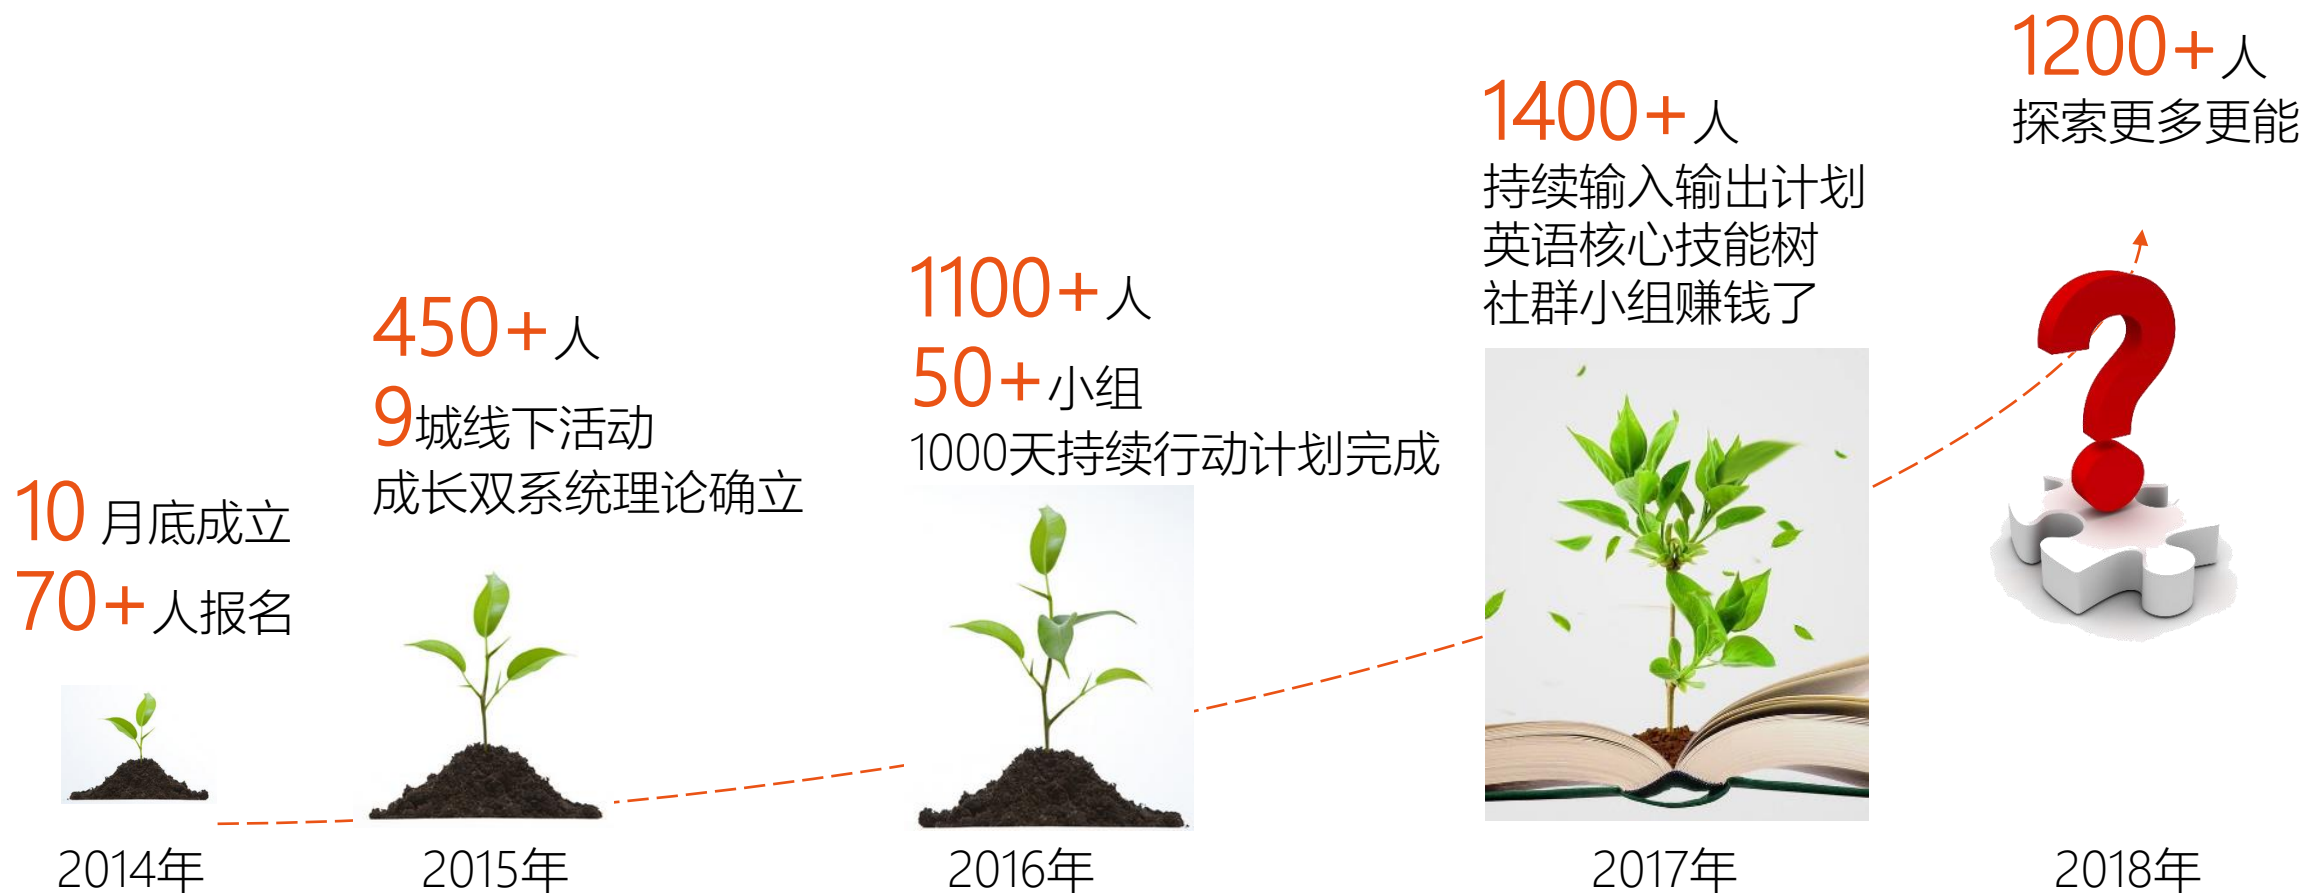 10 月底成立
70+人报名
2014年
450+人
9城线下活动
成长双系统理论确立
2015年
1100+人
50+小组
1000天持续行动计划完成
2016年
1400+人
持续输入输出计划
英语核心技能树
社群小组赚钱了
2017年
1200+人
探索更多更能
2018年